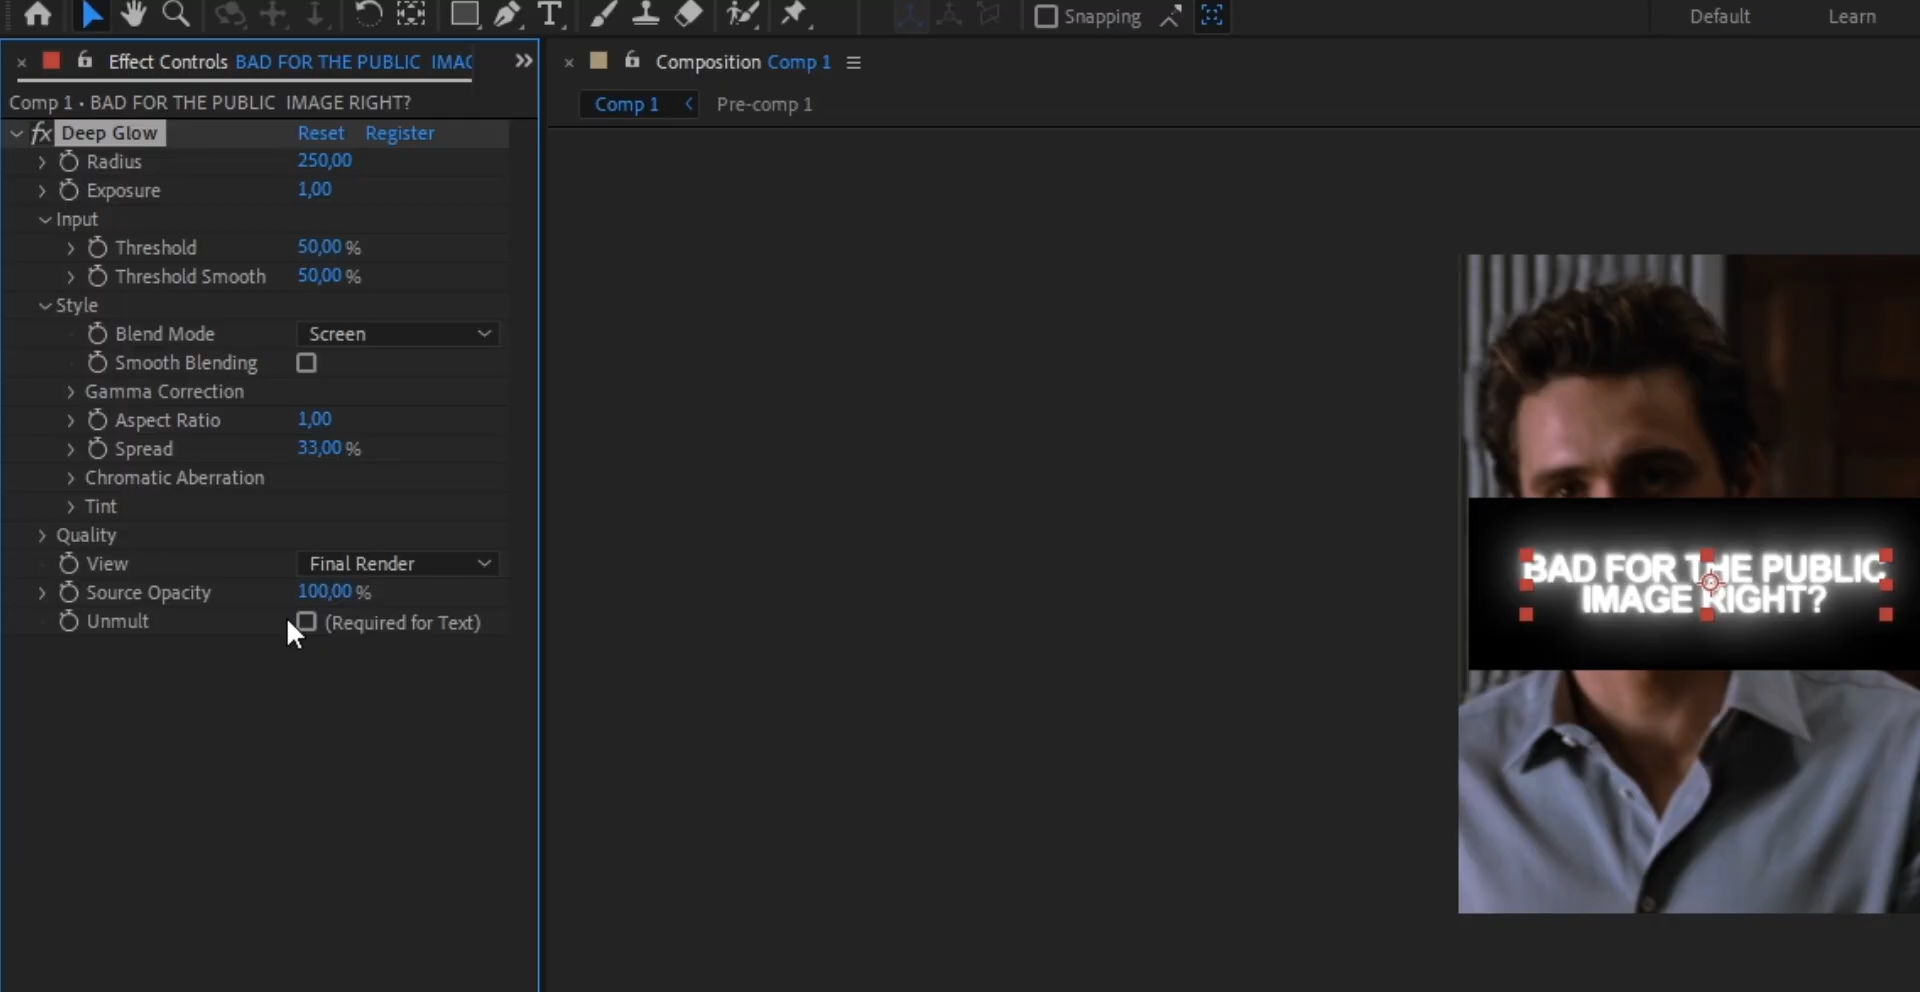 Snapping
Default
Learn
Effect Controls BAD FOR THE PUBLIC IMAG
Composition Comp 1
Comp 1 • BAD FOR THE PUBLIC IMAGE RIGHT?
Comp 1
Pre-comp 1
fx Deep Glow Reset Register
Radius 250,00
Exposure 1,00
Input
Threshold 50,00 %
Threshold Smooth 50,00 %
Style
Blend Mode Screen
Smooth Blending
Gamma Correction
Aspect Ratio 1,00
Spread 33,00 %
Chromatic Aberration
Tint
Quality
View Final Render
Source Opacity 100,00 %
Unmult (Required for Text)
BAD FOR THE PUBLIC
IMAGE RIGHT?